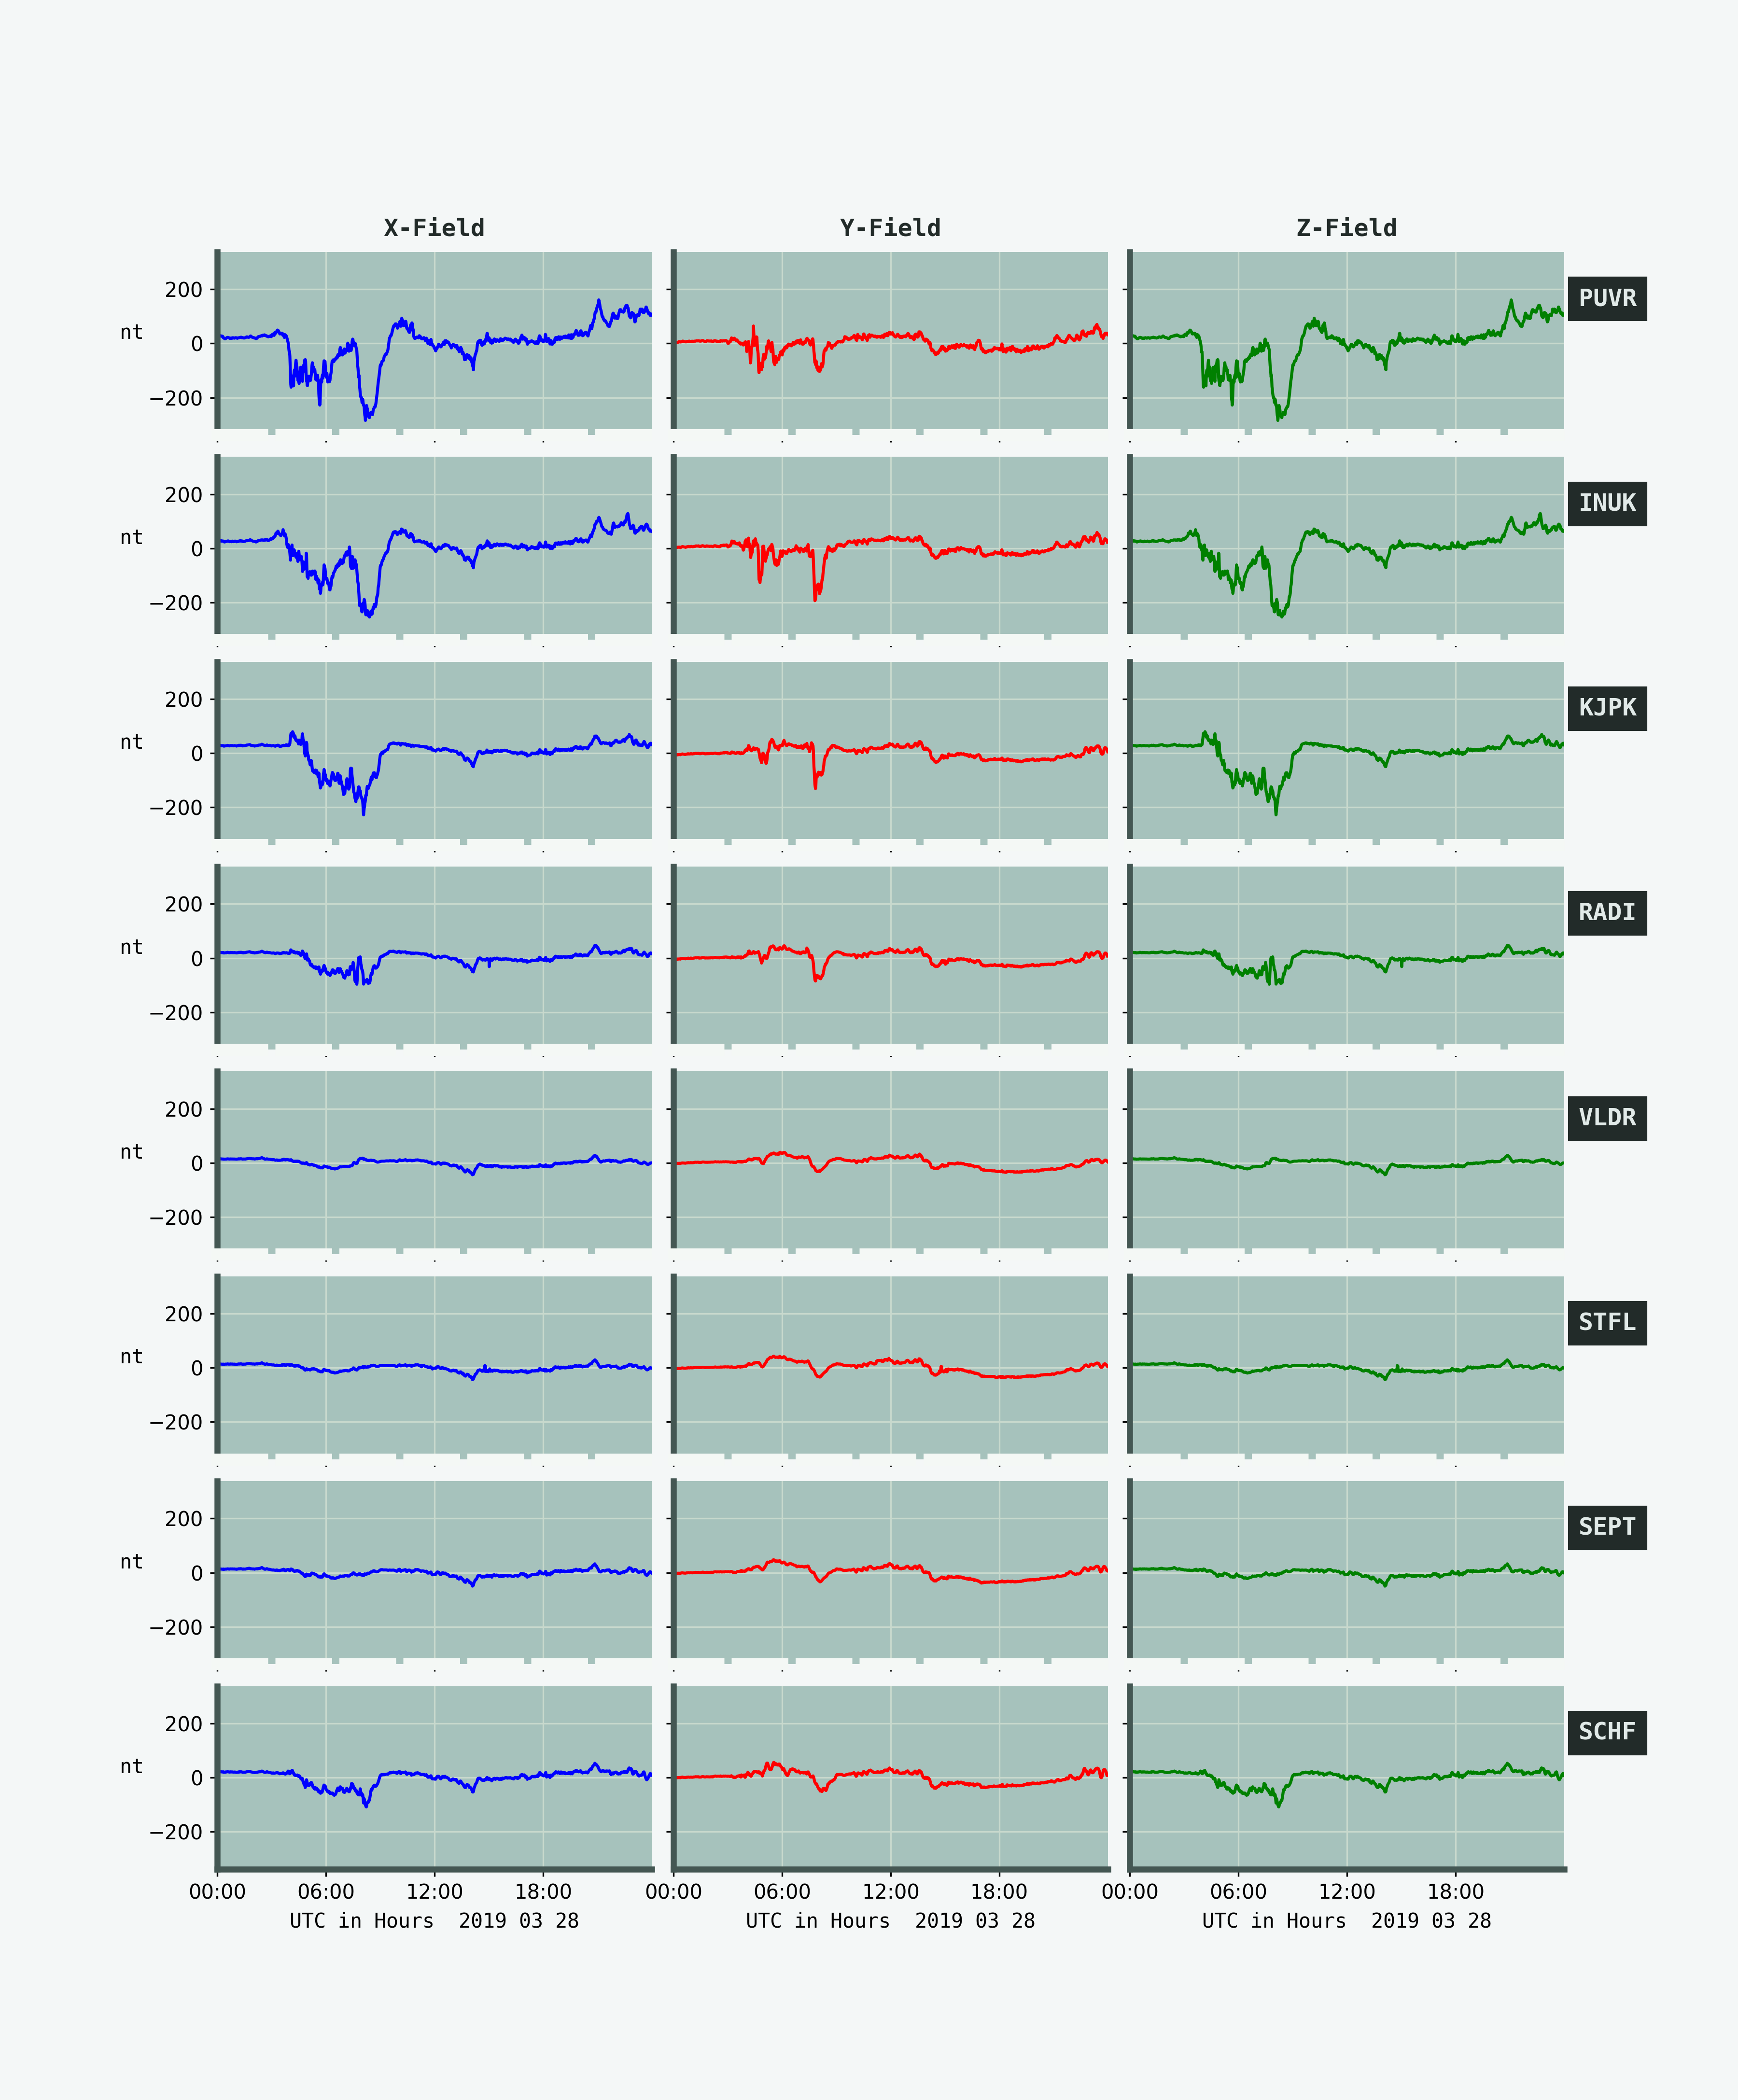 X-Field Y-Field Z-Field
200
nt 0
−200
PUVR
200
nt 0
−200
INUK
200
nt 0
−200
KJPK
200
nt 0
−200
RADI
200
nt 0
−200
VLDR
200
nt 0
−200
STFL
200
nt 0
−200
SEPT
200
nt 0
−200
SCHF
00:00 06:00 12:00 18:00 00:00 06:00 12:00 18:00 00:00 06:00 12:00 18:00
UTC in Hours 2019 03 28 UTC in Hours 2019 03 28 UTC in Hours 2019 03 28